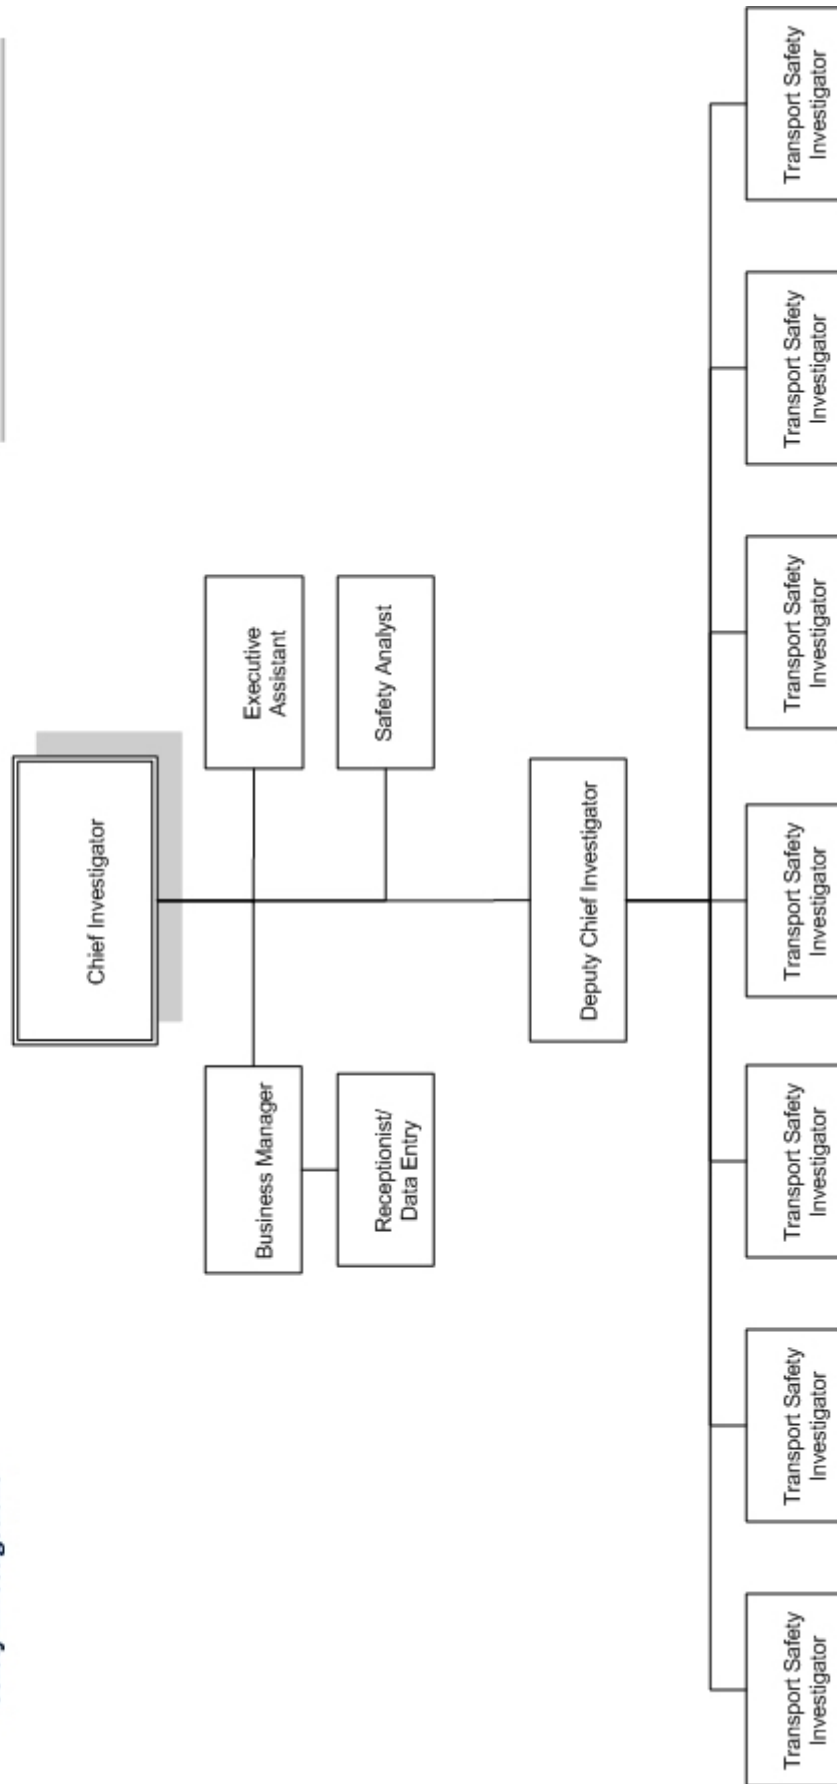 Chief Investigator
Business Manager
Executive
Assistant
Receptionist/
Data Entry
Safety Analyst
Deputy Chief Investigator
Transport Safety
Investigator
Transport Safety
Investigator
Transport Safety
Investigator
Transport Safety
Investigator
Transport Safety
Investigator
Transport Safety
Investigator
Transport Safety
Investigator